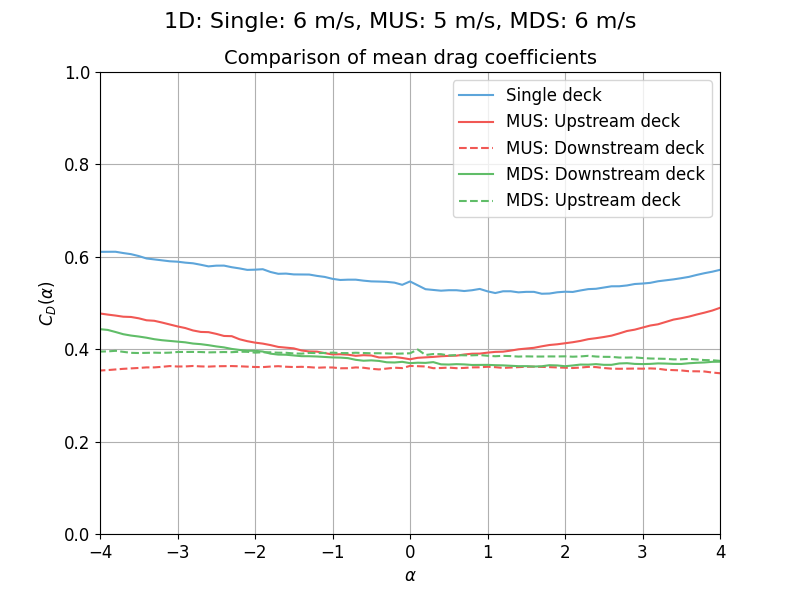 1D: Single: 6 m/s, MUS: 5 m/s, MDS: 6 m/s
Comparison of mean drag coefficients
Single deck
MUS: Upstream deck
MUS: Downstream deck
MDS: Downstream deck
MDS: Upstream deck
1.0
0.8
0.6
0.4
0.2
0.0
C_D(α)
−4 −3 −2 −1 0 1 2 3 4
α